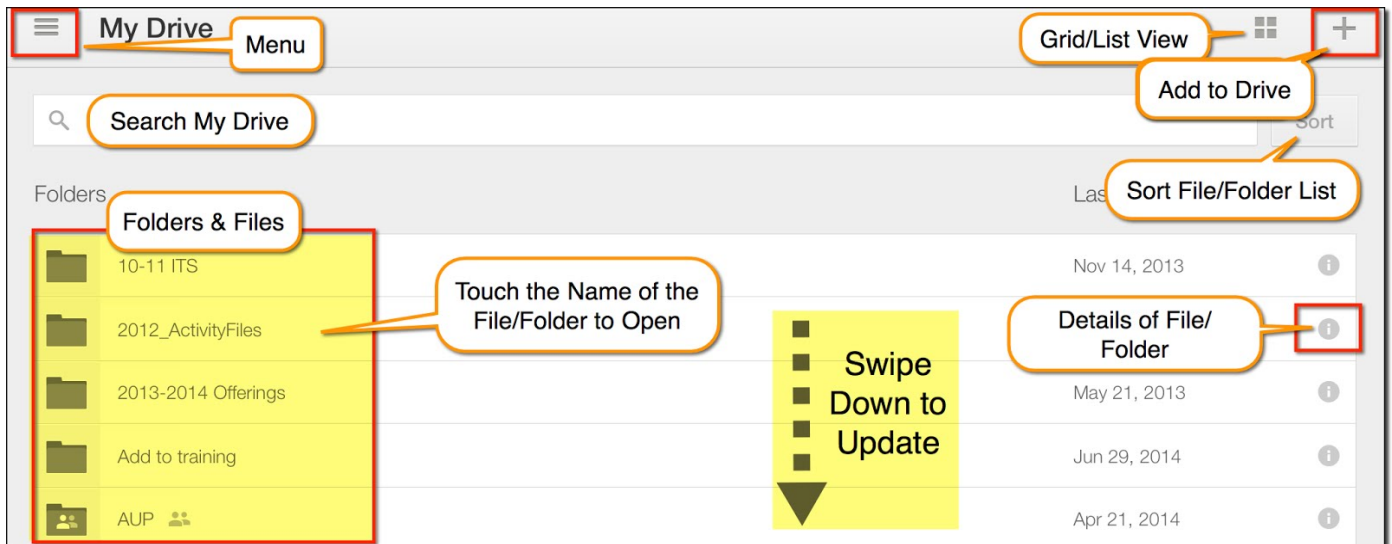 My Drive
Menu
Grid/List View
Add to Drive
Search My Drive
Sort
Folders
Las
Sort File/Folder List
Folders & Files
10-11 ITS
Nov 14, 2013
Touch the Name of the
File/Folder to Open
2012_ActivityFiles
Details of File/
Folder
Swipe
Down to
Update
2013-2014 Offerings
May 21, 2013
Add to training
Jun 29, 2014
AUP
Apr 21, 2014